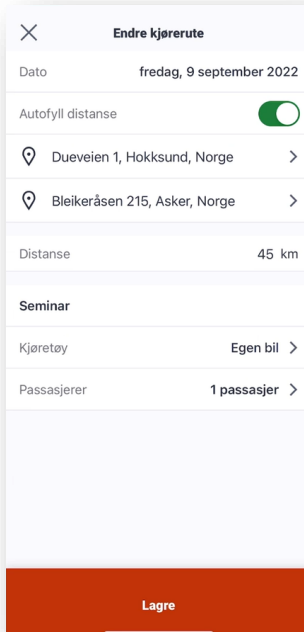 Endre kjørerute
Dato fredag, 9 september 2022
Autofyll distanse
Dueveien 1, Hokksund, Norge
Bleikeråsen 215, Asker, Norge
Distanse 45 km
Seminar
Kjøretøy Egen bil
Passasjerer 1 passasjer
Lagre